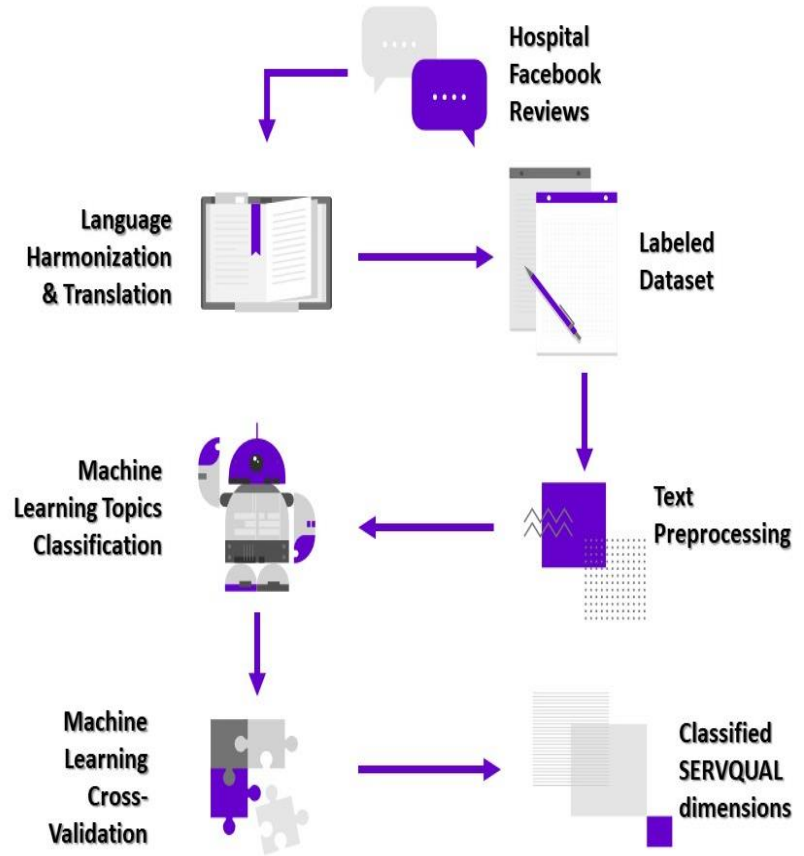 Hospital
Facebook
Reviews
Language
Harmonization
& Translation
Labeled
Dataset
Text
Preprocessing
Machine
Learning Topics
Classification
Machine
Learning
Cross-
Validation
Classified
SERVQUAL
dimensions